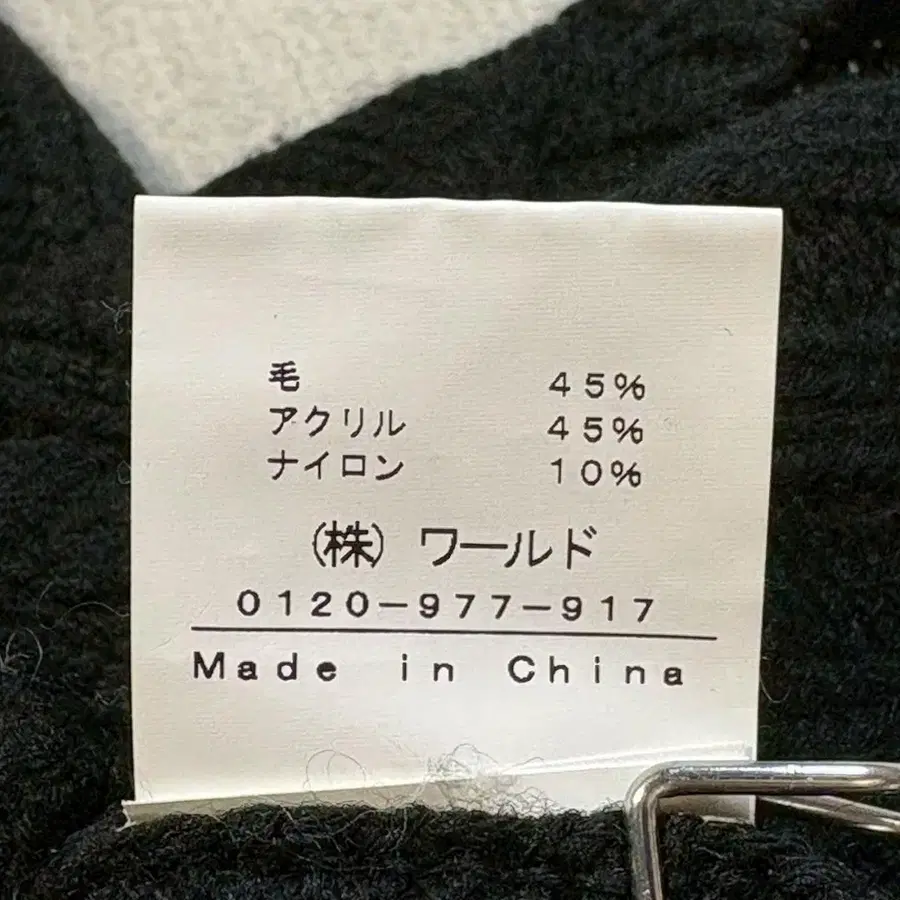 毛 45%
アクリル 45%
ナイロン 10%
(株) ワールド
0120-977-917
Made in China